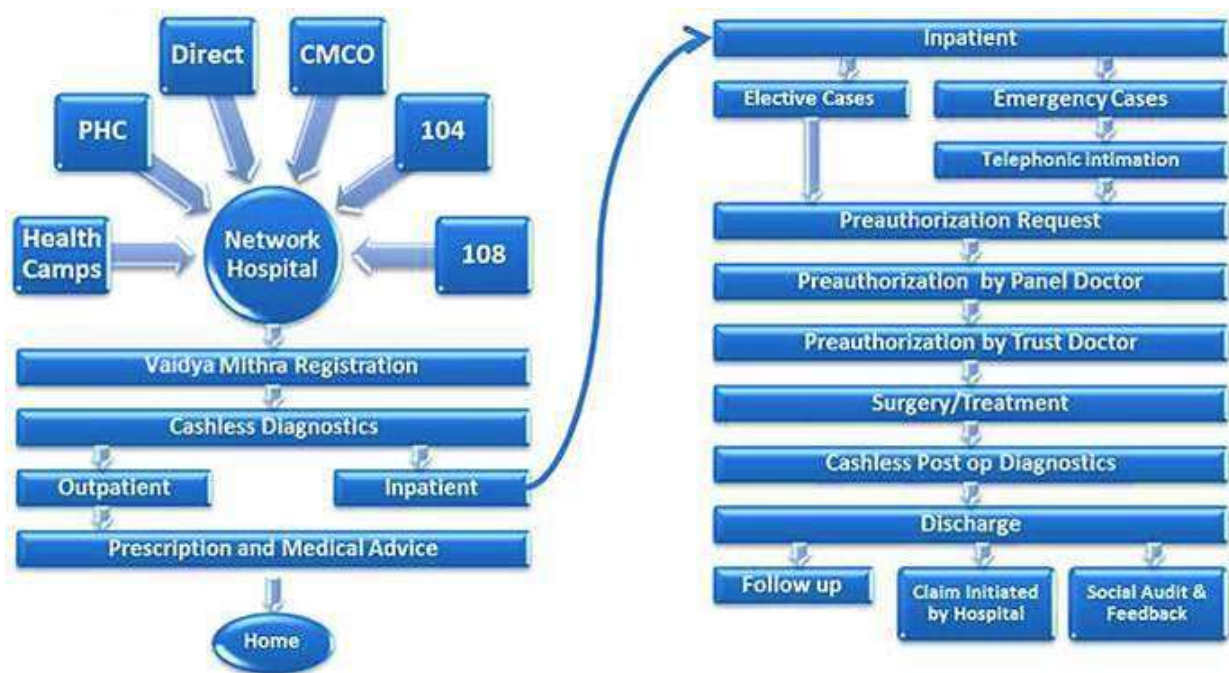 Direct
CMCO
PHC
104
Health
Camps
Network
Hospital
108
Vaidya Mithra Registration
Cashless Diagnostics
Outpatient
Inpatient
Prescription and Medical Advice
Home
Inpatient
Elective Cases
Emergency Cases
Telephonic intimation
Preauthorization Request
Preauthorization by Panel Doctor
Preauthorization by Trust Doctor
Surgery/Treatment
Cashless Post op Diagnostics
Discharge
Follow up
Claim Initiated
by Hospital
Social Audit &
Feedback